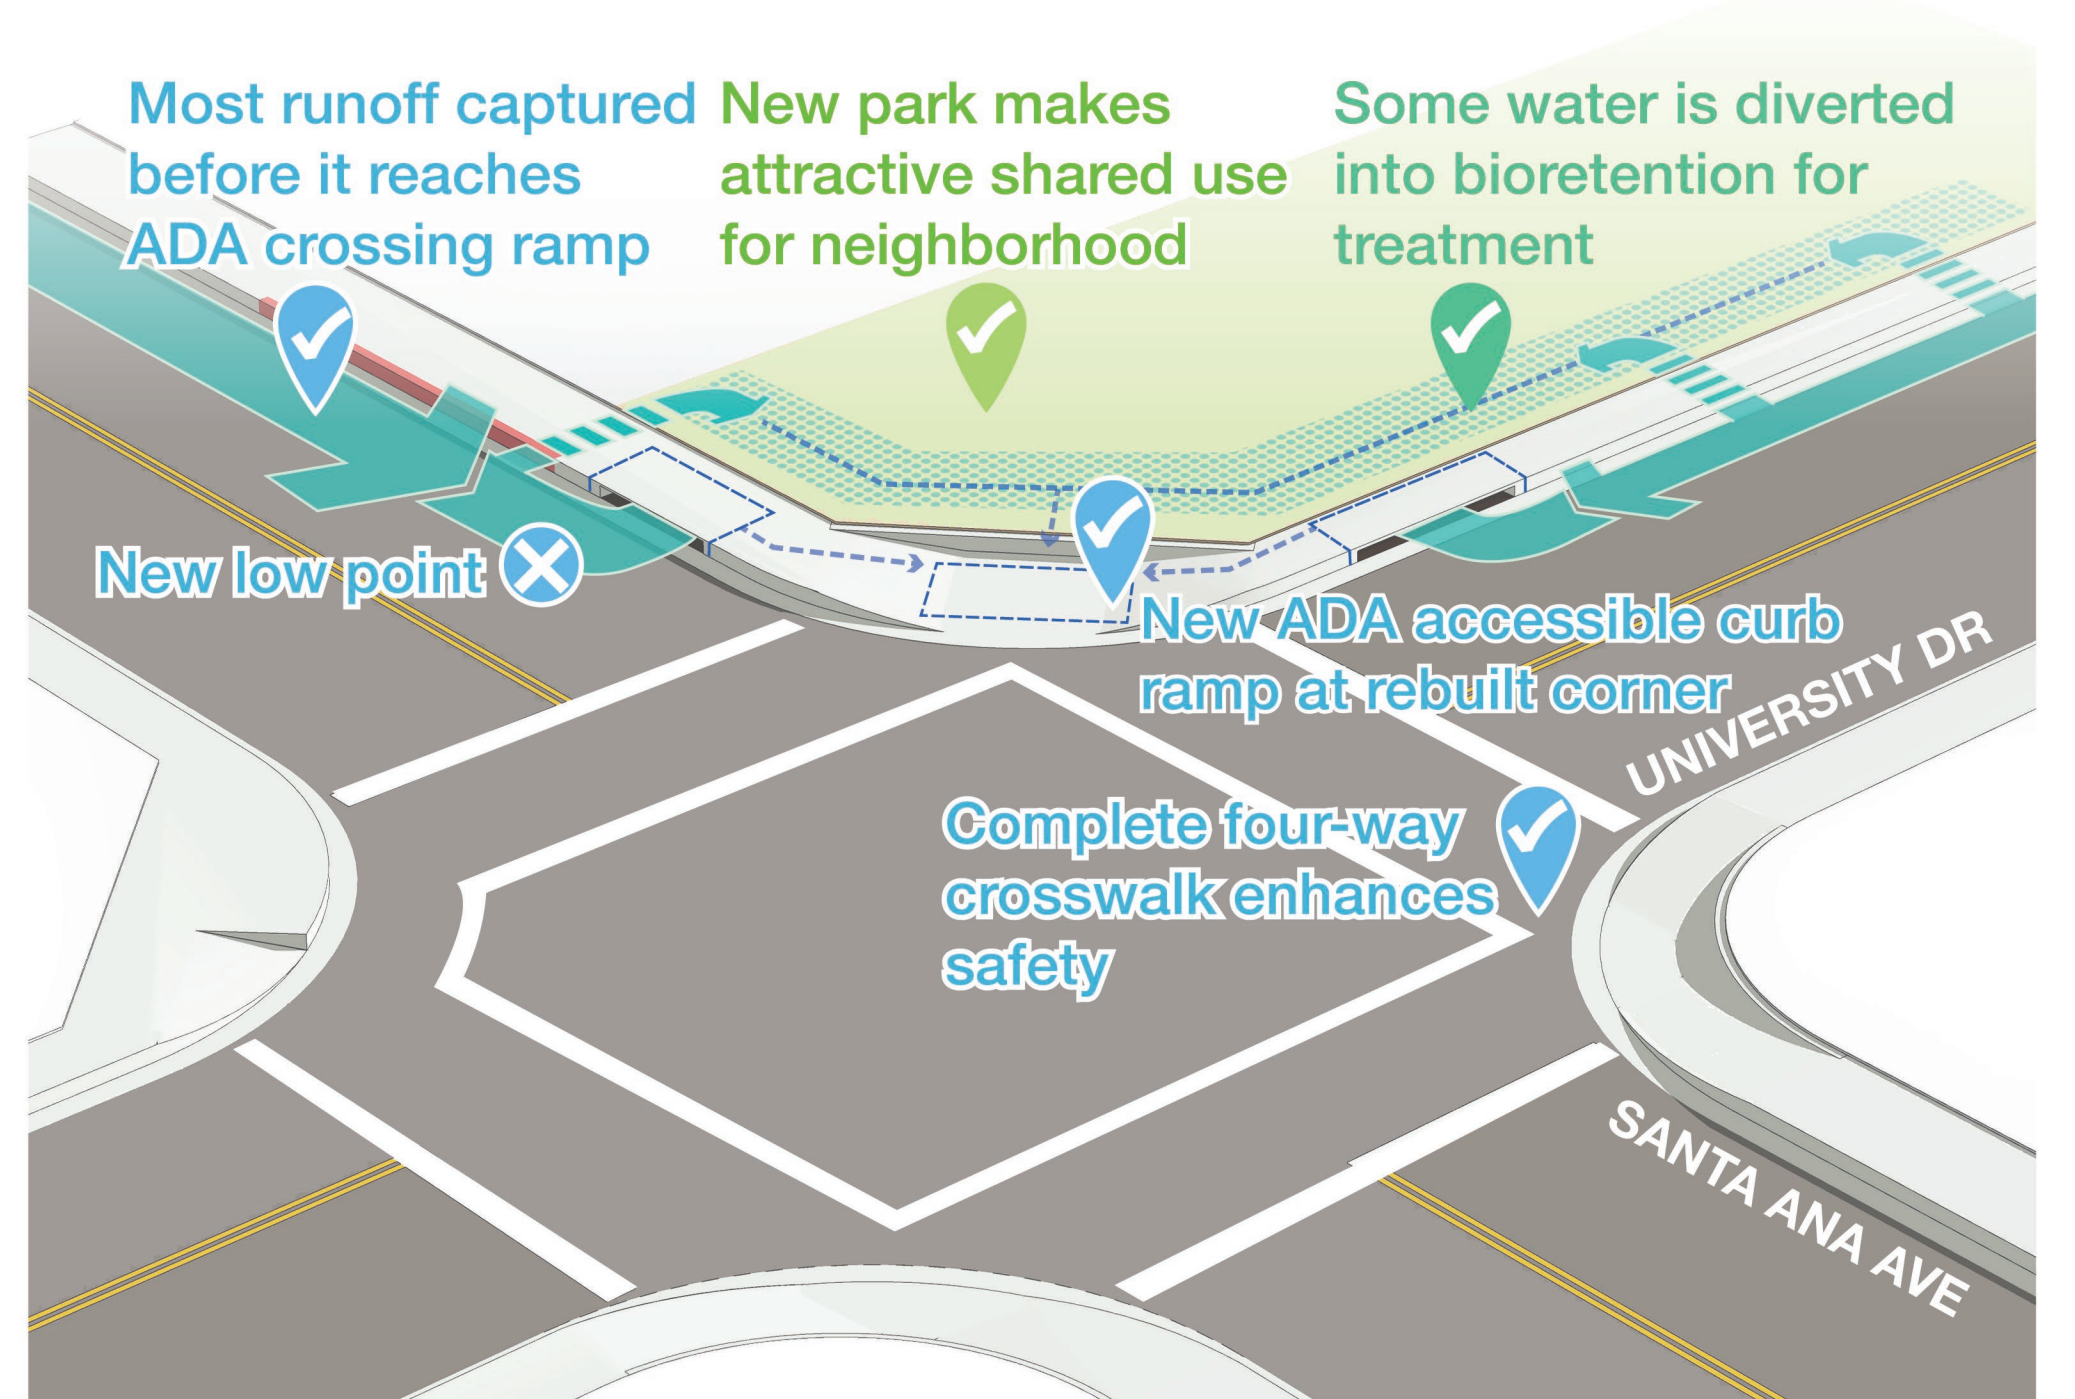 Most runoff captured
before it reaches
ADA crossing ramp
New park makes
attractive shared use
for neighborhood
Some water is diverted
into bioretention for
treatment
New low point
New ADA accessible curb
ramp at rebuilt corner
UNIVERSITY DR
Complete four-way
crosswalk enhances
safety
SANTA ANA AVE